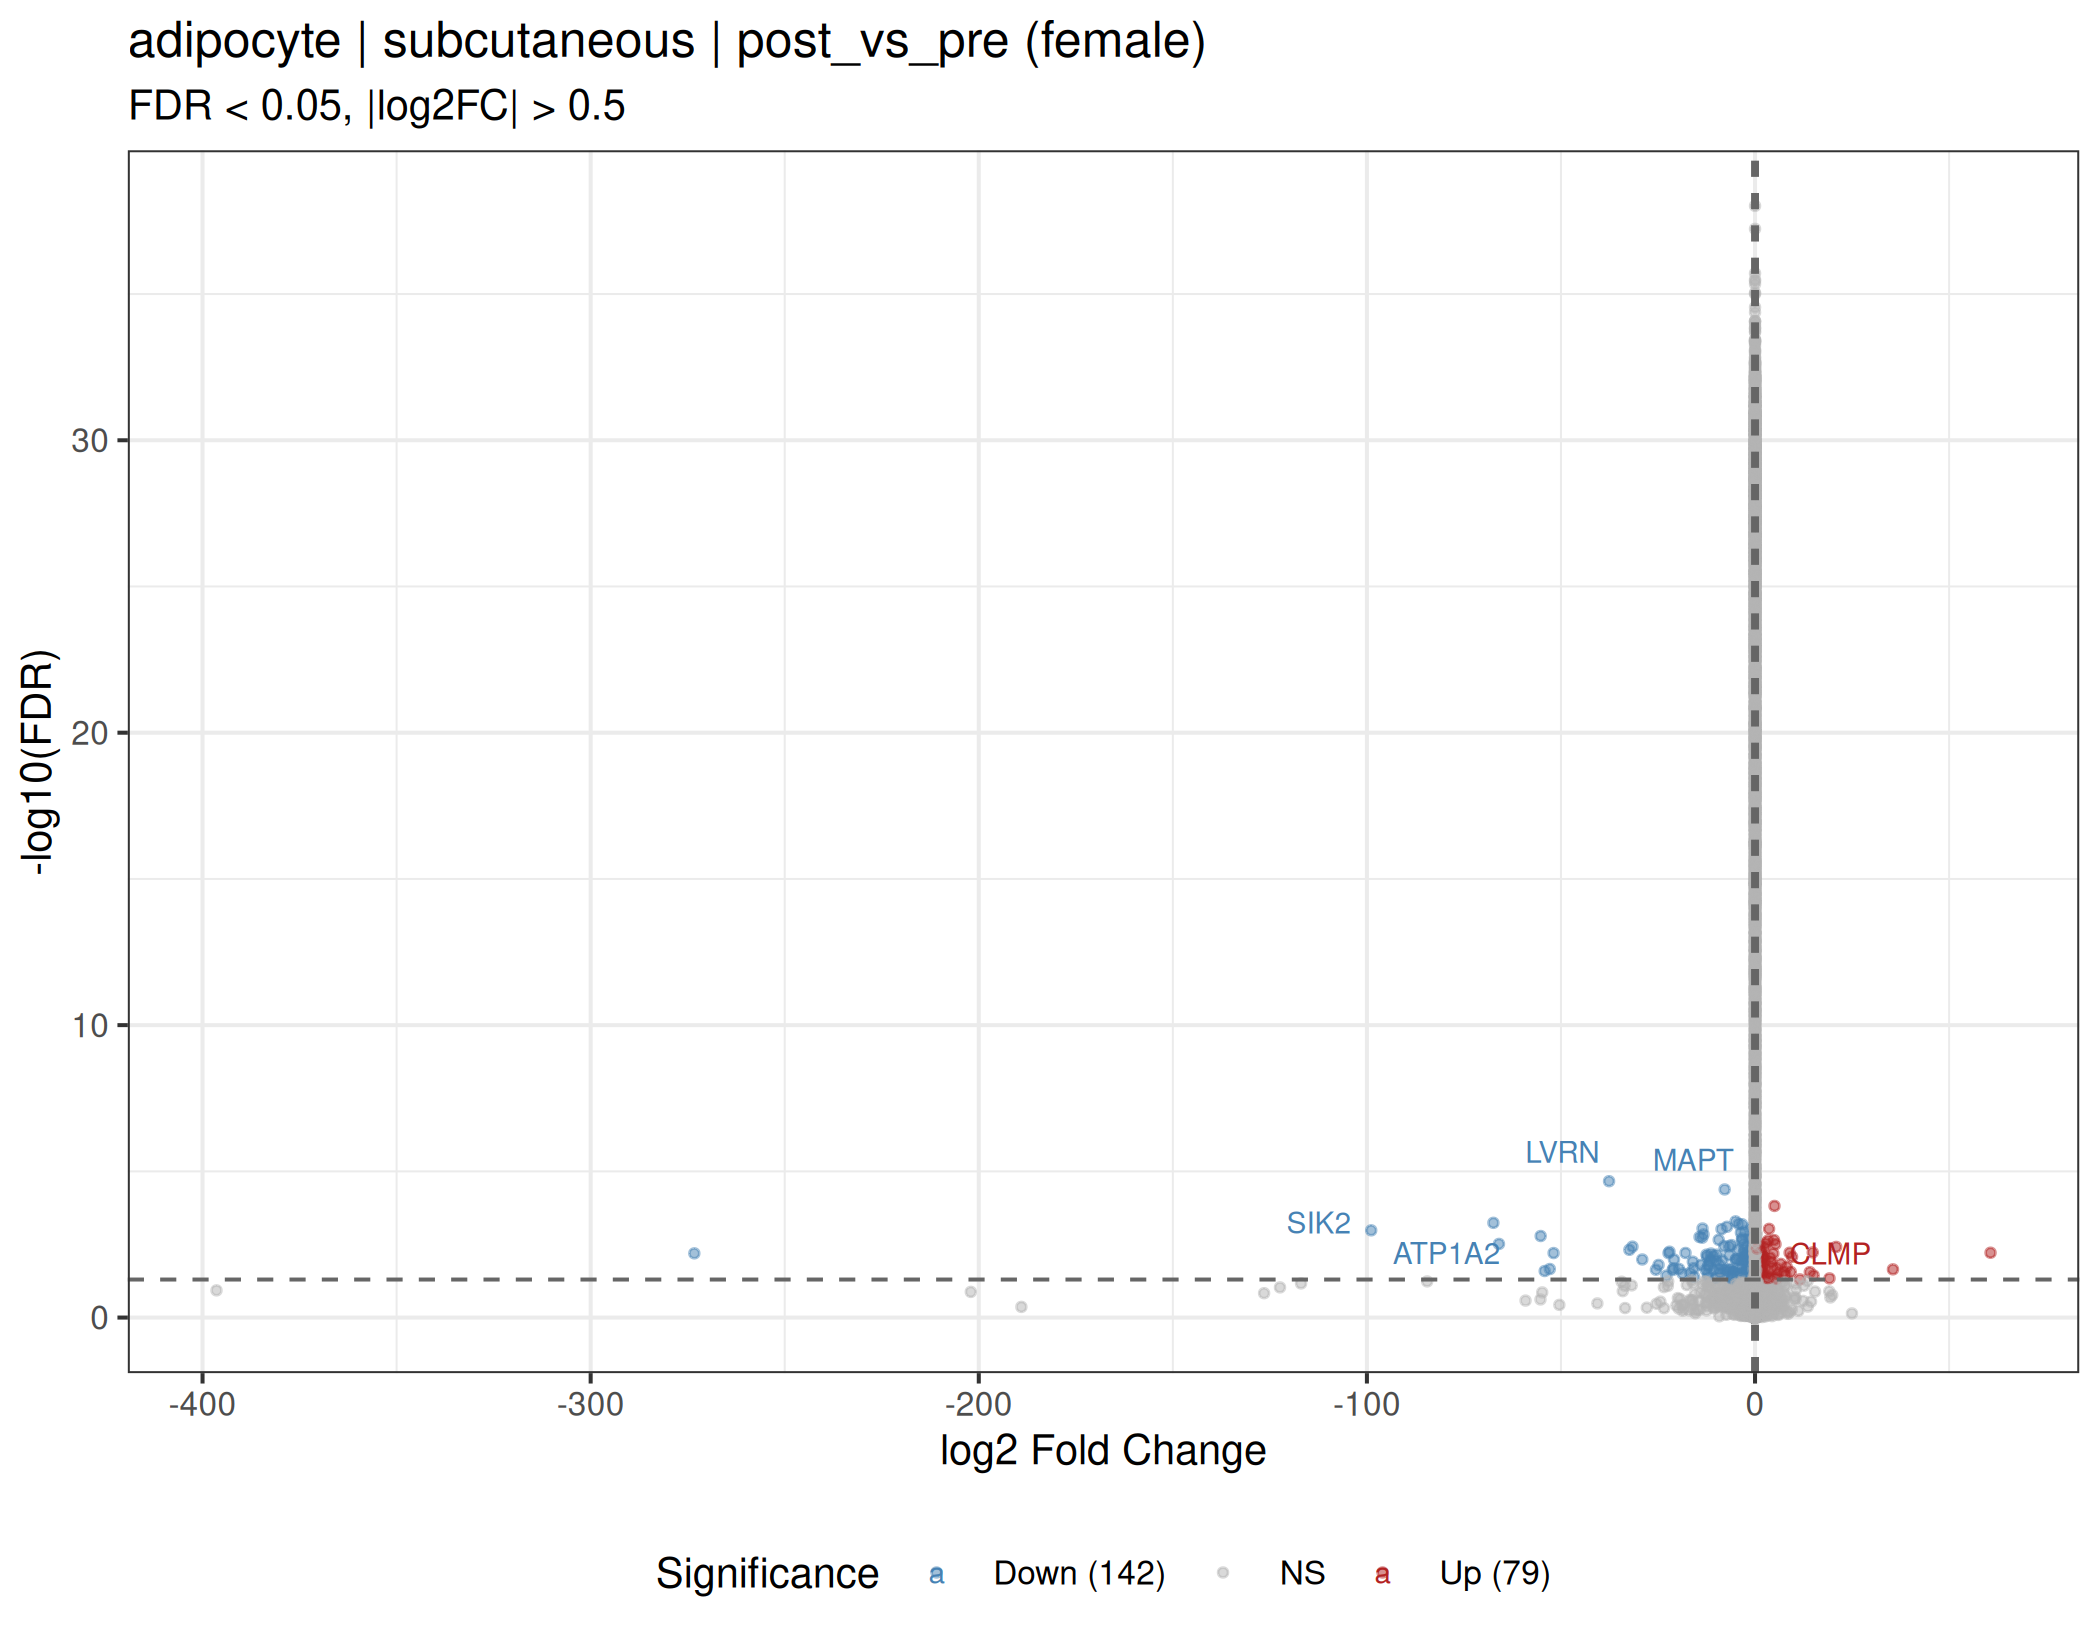 adipocyte | subcutaneous | post_vs_pre (female)
FDR < 0.05, |log2FC| > 0.5
-log10(FDR)
30
20
10
0
LVRN
MAPT
SIK2
ATP1A2
CLMP
-400
-300
-200
-100
0
log2 Fold Change
Significance a Down (142) NS a Up (79)